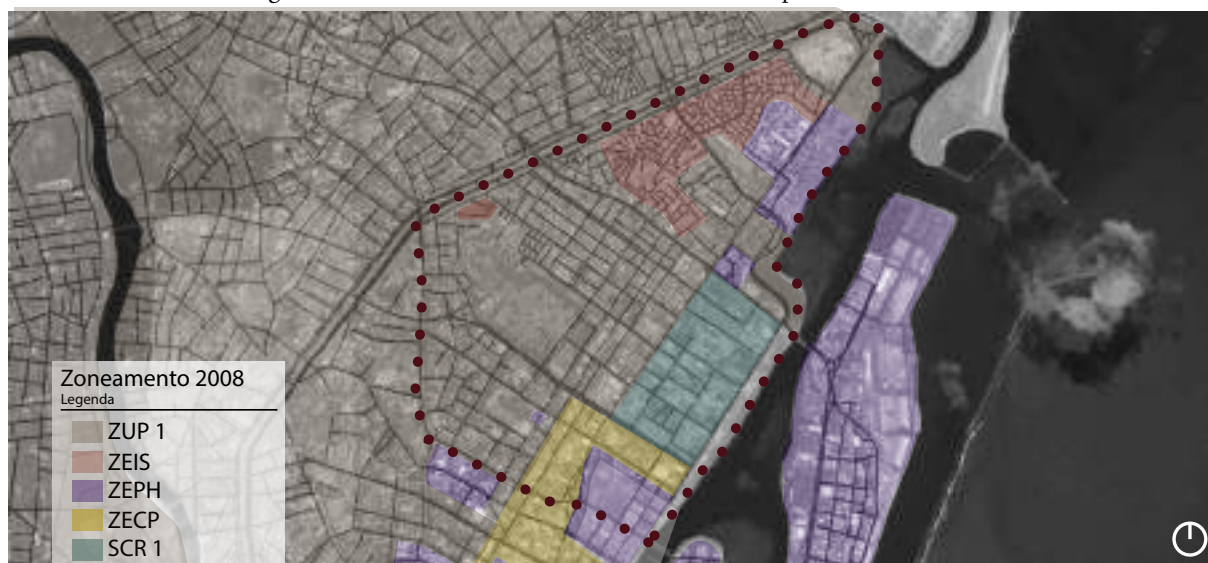 Zoneamento 2008
Legenda
ZUP 1
ZEIS
ZEPH
ZECP
SCR 1